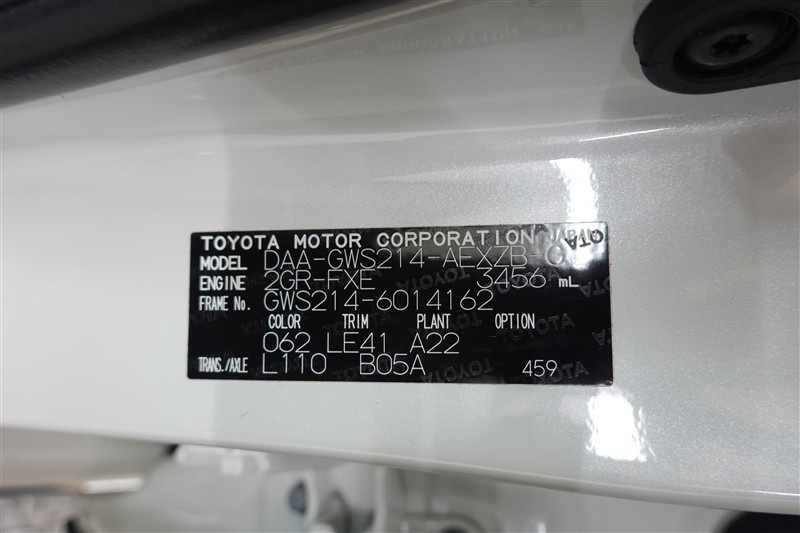 TOYOTA MOTOR CORPORATION JAPAN
MODEL DAA-GWS214-AEXZB
ENGINE 2GR-FXE 3456 mL
FRAME No. GWS214-6014162
COLOR TRIM PLANT OPTION
062 LE41 A22
TRANS./AXLE L110 B05A 459